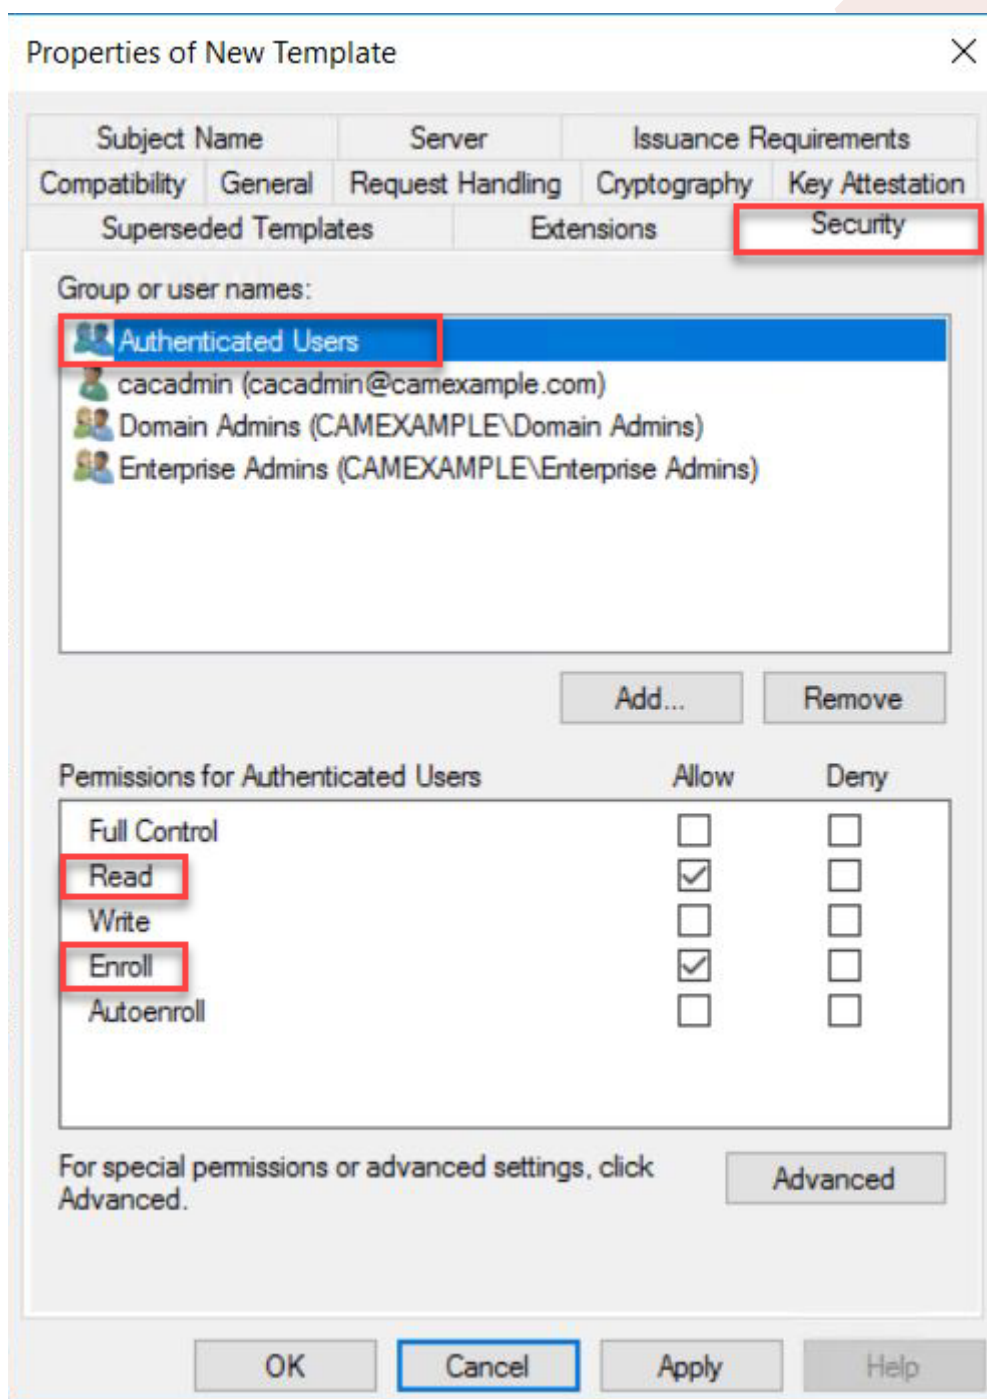 Properties of New Template
Subject Name Server Issuance Requirements
Compatibility General Request Handling Cryptography Key Attestation
Superseded Templates Extensions Security
Group or user names:
Authenticated Users
cacadmin (cacadmin@camexample.com)
Domain Admins (CAMEXAMPLE\Domain Admins)
Enterprise Admins (CAMEXAMPLE\Enterprise Admins)
Add... Remove
Permissions for Authenticated Users Allow Deny
Full Control
Read
Write
Enroll
Autoenroll
For special permissions or advanced settings, click
Advanced.
Advanced
OK Cancel Apply Help